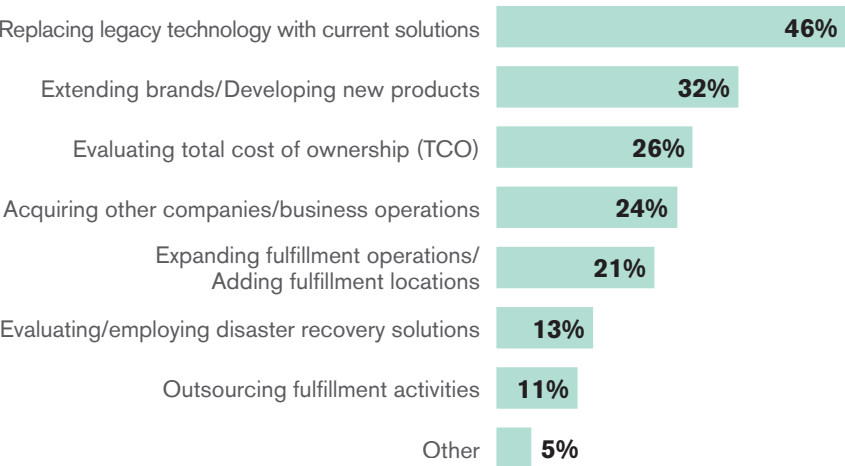 Replacing legacy technology with current solutions 46%
Extending brands/Developing new products 32%
Evaluating total cost of ownership (TCO) 26%
Acquiring other companies/business operations 24%
Expanding fulfillment operations/
Adding fulfillment locations 21%
Evaluating/employing disaster recovery solutions 13%
Outsourcing fulfillment activities 11%
Other 5%